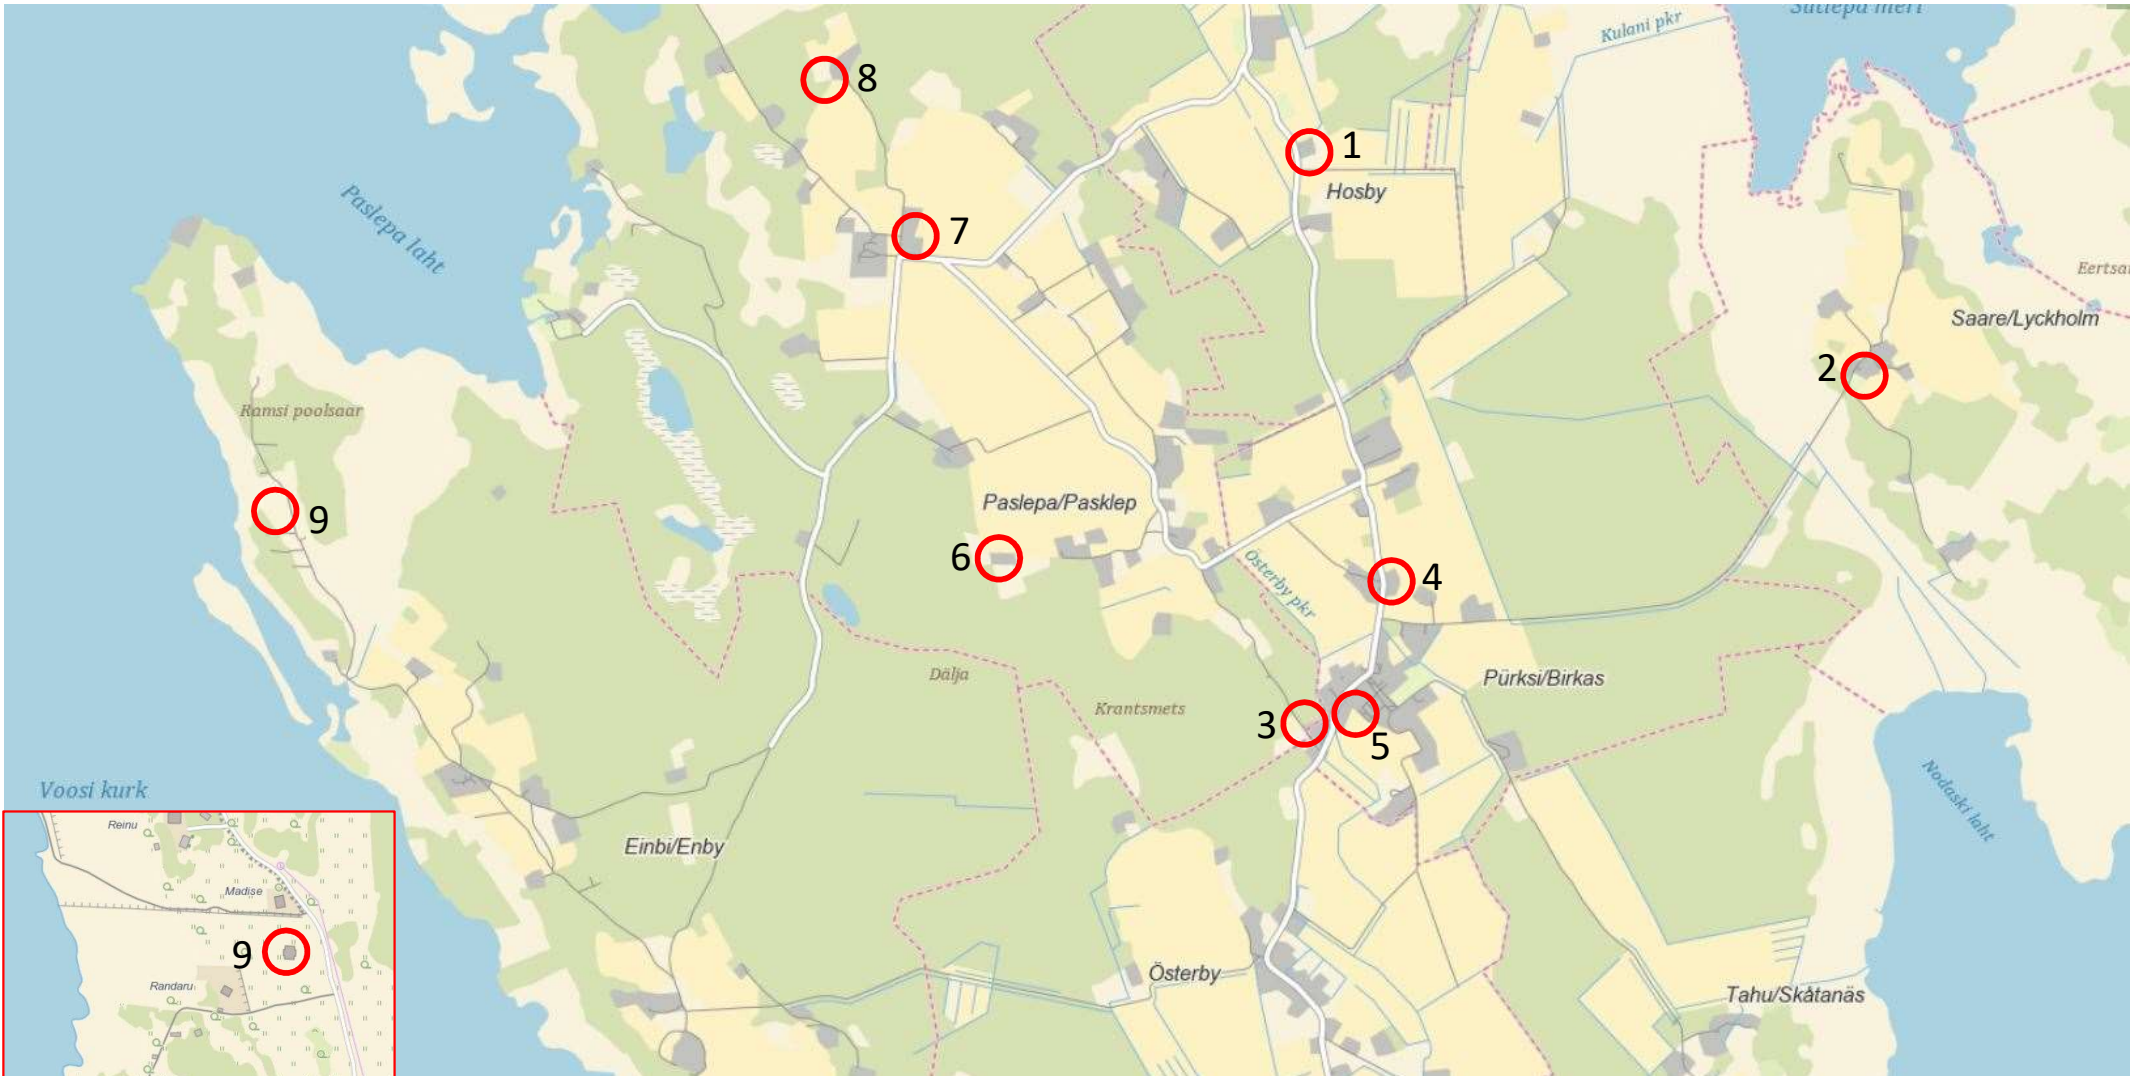 Kulani pkr
Sutlepa meri
8
1
Hosby
Paslepa laht
7
Saare/Lyckholm
2
Ramsi poolsaar
9
Paslepa/Pasklep
6
Österby pkr
4
Dälja
Pürksi/Birkas
Krantsmets
3
5
Voosi kurk
Nodaski laht
Einbi/Enby
Reinu
Madise
9
Randaru
Österby
Tahu/Skåtanäs